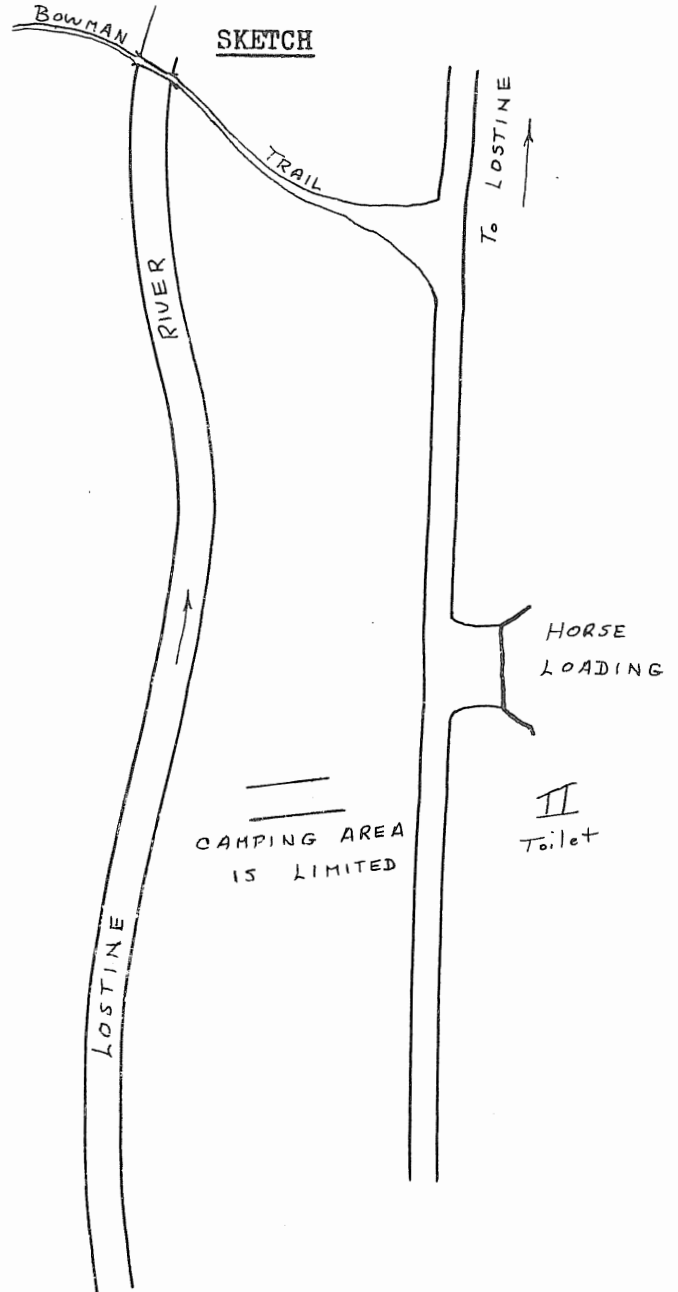 BOWMAN
SKETCH
TRAIL
To LOSTINE
RIVER
HORSE
LOADING
Toilet
CAMPING AREA
IS LIMITED
LOSTINE